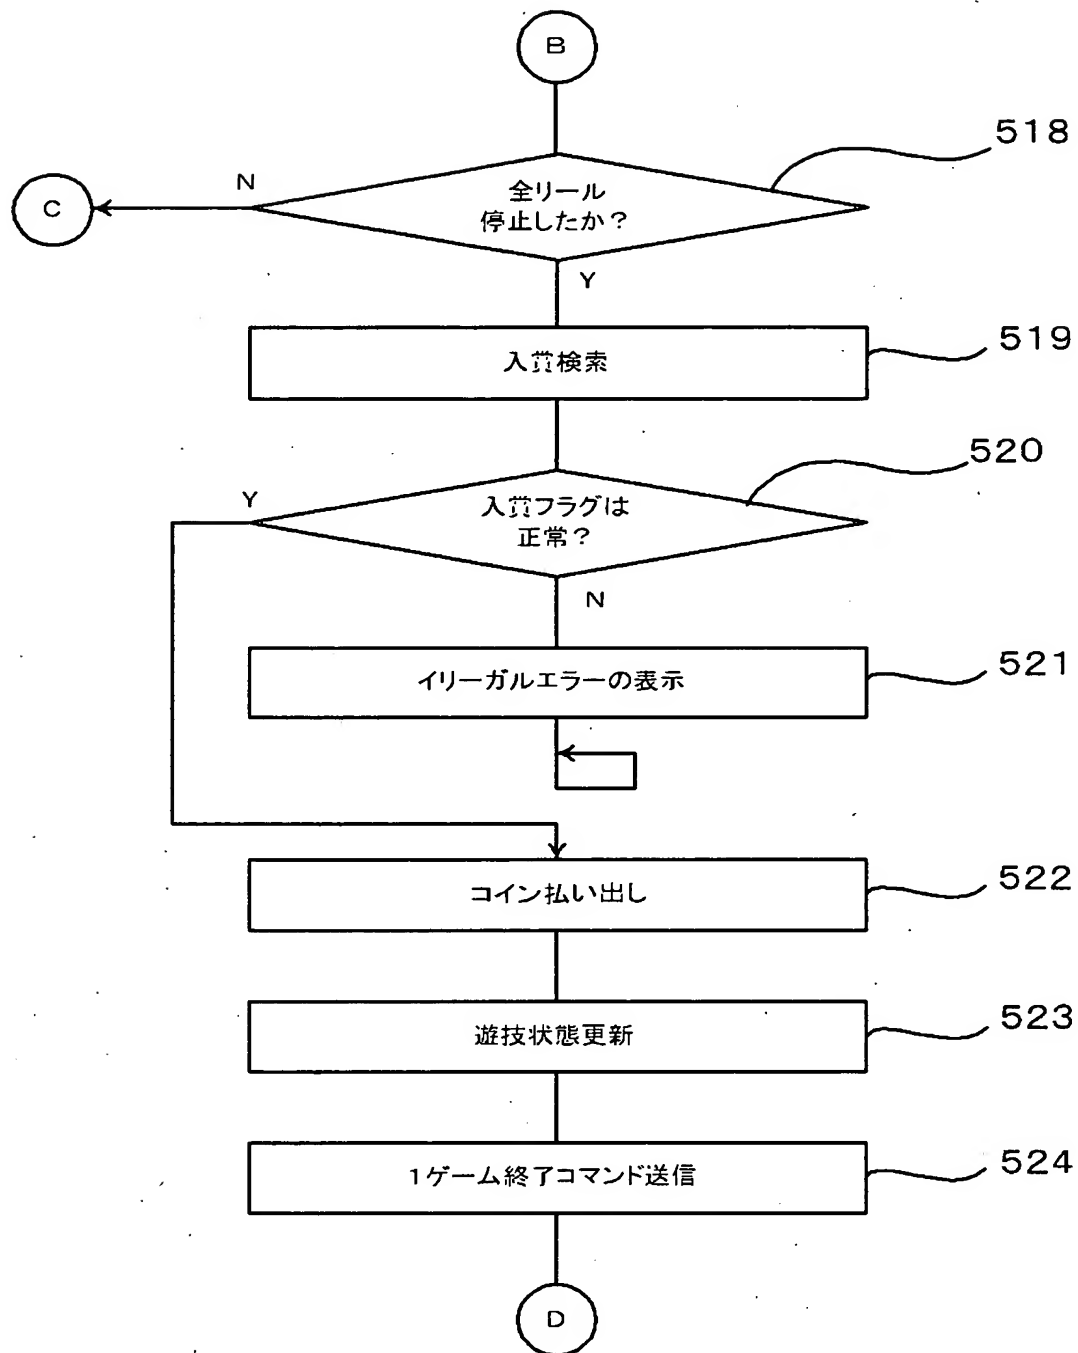 B
518
全リール
停止したか？
N
C
Y
519
入賞検索
520
入賞フラグは
正常？
Y
N
521
イリーガルエラーの表示
522
コイン払い出し
523
遊技状態更新
524
1ゲーム終了コマンド送信
D